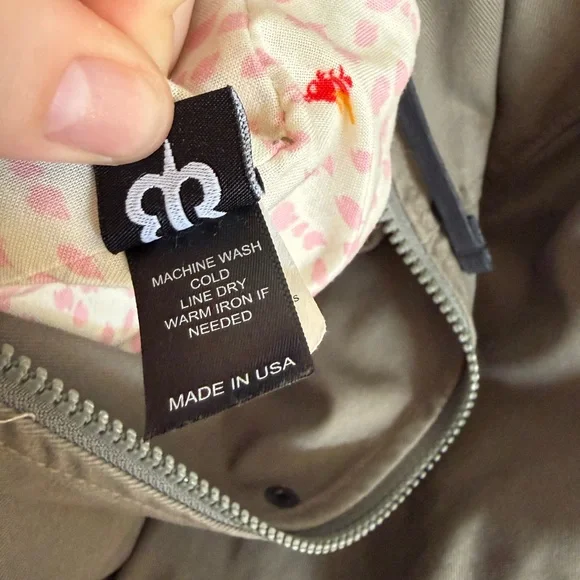 MACHINE WASH
COLD
LINE DRY
WARM IRON IF
NEEDED
MADE IN USA
S